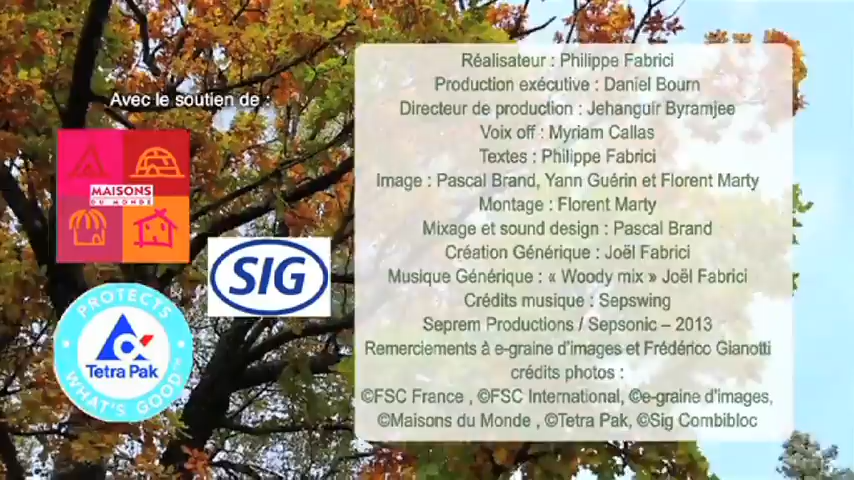 Avec le soutien de :
MAISONS
DU MONDE
SIG
PROTECTS
Tetra Pak
WHAT'S GOOD
Réalisateur : Philippe Fabrici
Production exécutive : Daniel Bourn
Directeur de production : Jehanguir Byramjee
Voix off : Myriam Callas
Textes : Philippe Fabrici
Image : Pascal Brand, Yann Guérin et Florent Marty
Montage : Florent Marty
Mixage et sound design : Pascal Brand
Création Générique : Joël Fabrici
Musique Générique : « Woody mix » Joël Fabrici
Crédits musique : Sepswing
Seprem Productions / Sepsonic – 2013
Remerciements à e-graine d'images et Frédérico Gianotti
crédits photos :
©FSC France , ©FSC International, ©e-graine d'images,
©Maisons du Monde , ©Tetra Pak, ©Sig Combibloc